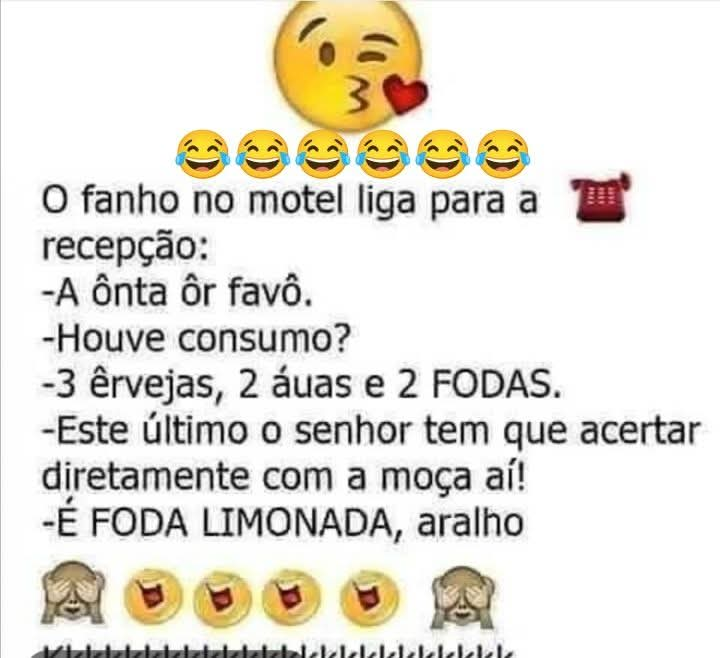 O fanho no motel liga para a
recepção:
-A ônta ôr favô.
-Houve consumo?
-3 êrvejas, 2 áuas e 2 FODAS.
-Este último o senhor tem que acertar
diretamente com a moça aí!
-É FODA LIMONADA, aralho